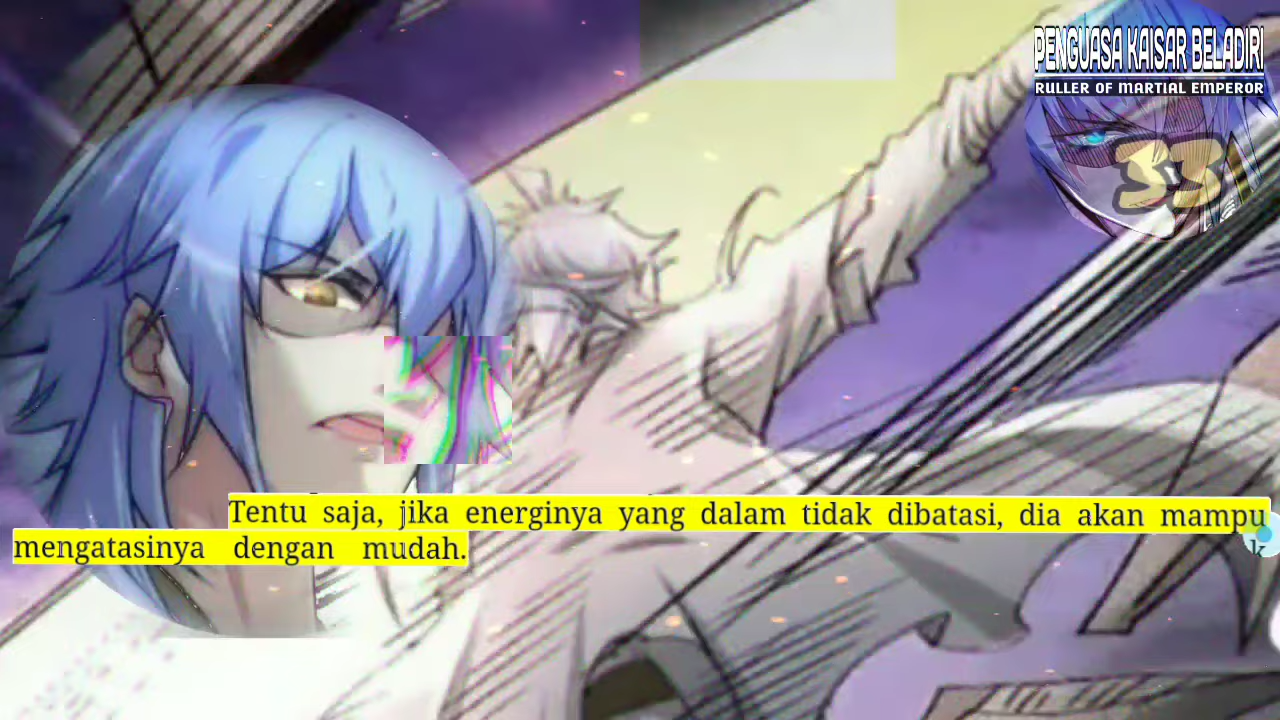 PENGUASA KAISAR BELADIRI
RULLER OF MARTIAL EMPEROR
33
Tentu saja, jika energinya yang dalam tidak dibatasi, dia akan mampu
mengatasinya dengan mudah.
k